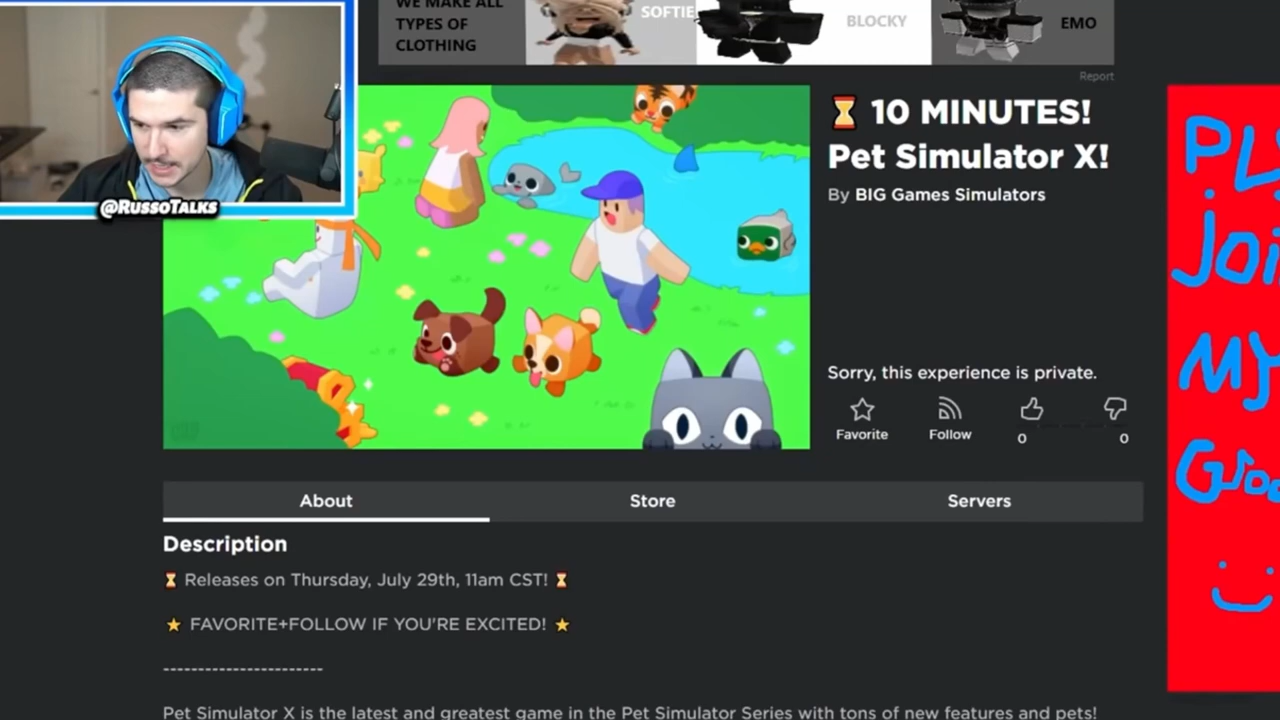 WE MAKE ALL
TYPES OF
CLOTHING
SOFTIE
BLOCKY
EMO
Report
@RussoTalks
⏳ 10 MINUTES!
Pet Simulator X!
By BIG Games Simulators
Sorry, this experience is private.
Favorite
Follow
0
0
About
Store
Servers
Description
⏳ Releases on Thursday, July 29th, 11am CST! ⏳
⭐ FAVORITE+FOLLOW IF YOU'RE EXCITED! ⭐
-----------------------
Pet Simulator X is the latest and greatest game in the Pet Simulator Series with tons of new features and pets!
MY